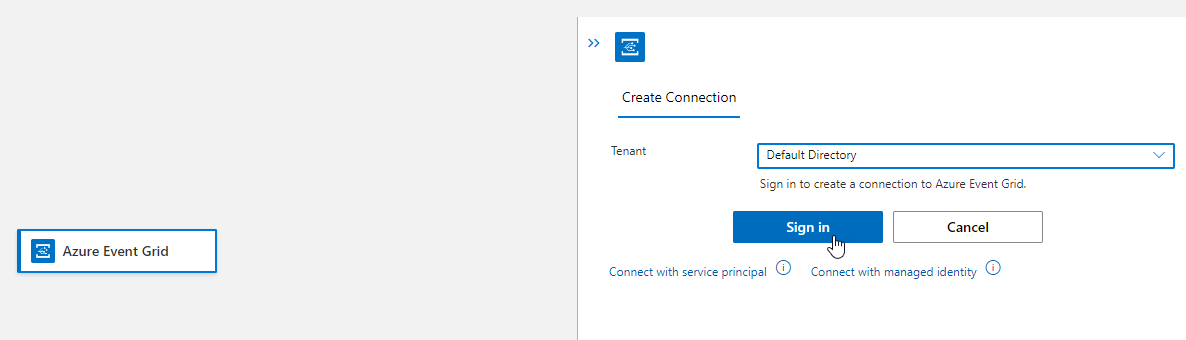 Create Connection
Tenant
Default Directory
Sign in to create a connection to Azure Event Grid.
Sign in
Cancel
Azure Event Grid
Connect with service principal
Connect with managed identity